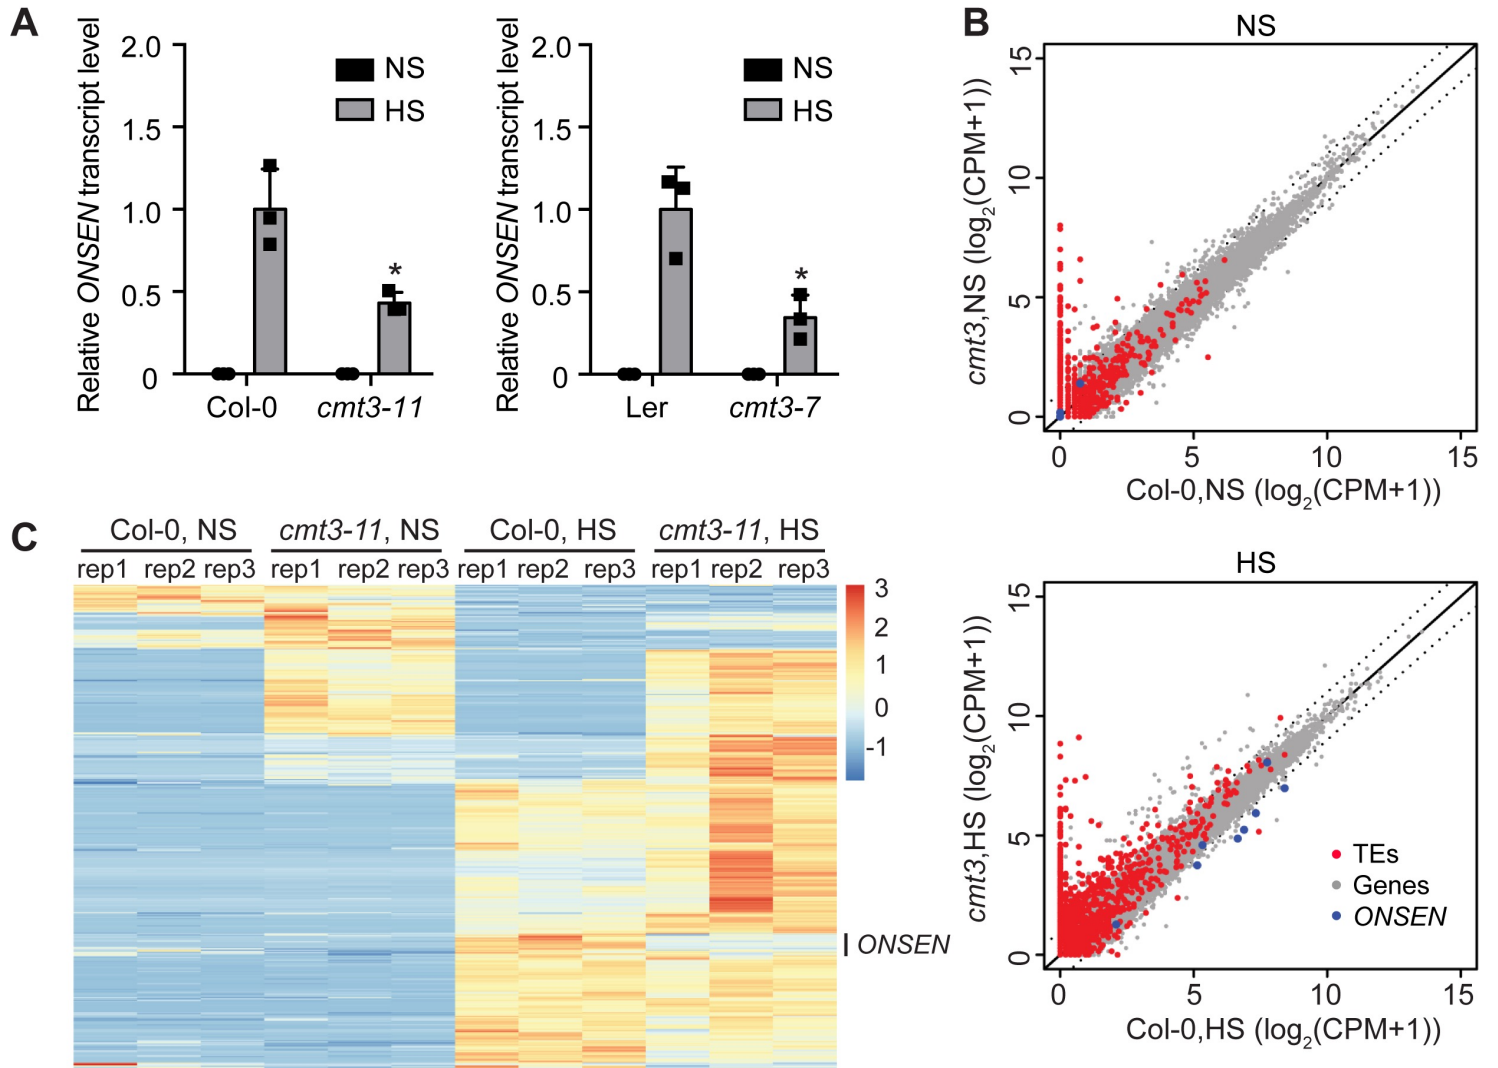 A
Relative ONSEN transcript level
2.0
1.5
1.0
0.5
0
NS
HS
*
Col-0
cmt3-11
Relative ONSEN transcript level
2.0
1.5
1.0
0.5
0
NS
HS
*
Ler
cmt3-7
B
NS
cmt3,NS (log2(CPM+1))
15
10
5
0
0 5 10 15
Col-0,NS (log2(CPM+1))
HS
cmt3,HS (log2(CPM+1))
15
10
5
0
TEs
Genes
ONSEN
0 5 10 15
Col-0,HS (log2(CPM+1))
C
Col-0, NS cmt3-11, NS Col-0, HS cmt3-11, HS
rep1 rep2 rep3 rep1 rep2 rep3 rep1 rep2 rep3 rep1 rep2 rep3
3
2
1
0
-1
ONSEN